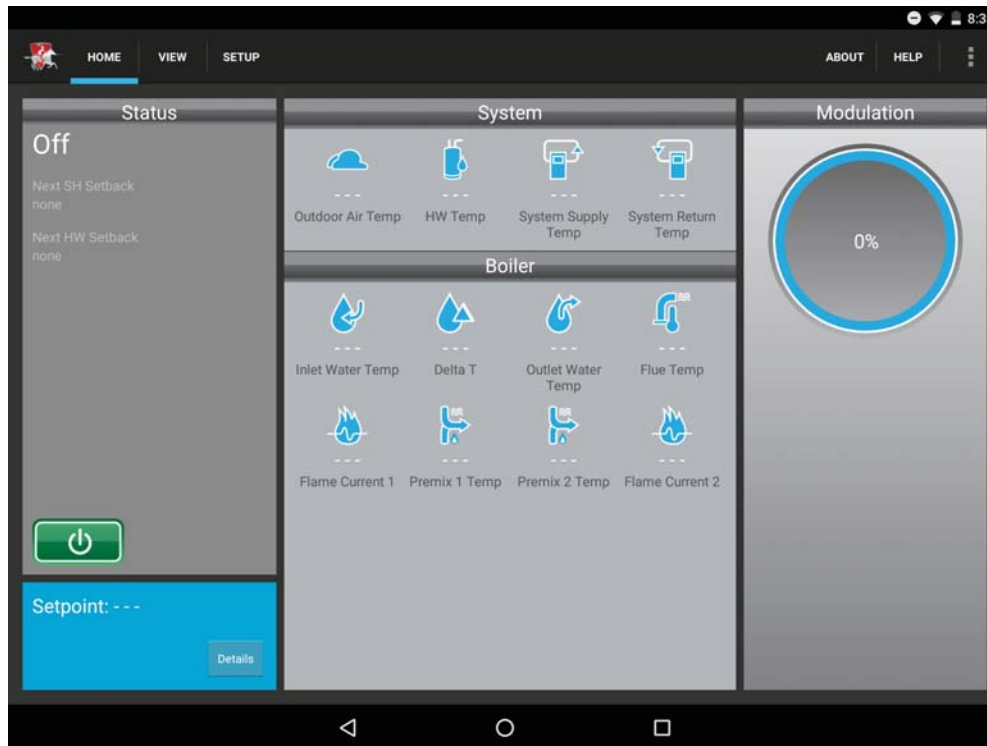 8:3
HOME VIEW SETUP ABOUT HELP
Status
Off
Next SH Setback
none
Next HW Setback
none
Setpoint: - - -
Details
System
- - - - - - - - - - - -
Outdoor Air Temp HW Temp System Supply Temp System Return Temp
Boiler
- - - - - - - - - - - -
Inlet Water Temp Delta T Outlet Water Temp Flue Temp
- - - - - - - - - - - -
Flame Current 1 Premix 1 Temp Premix 2 Temp Flame Current 2
Modulation
0%